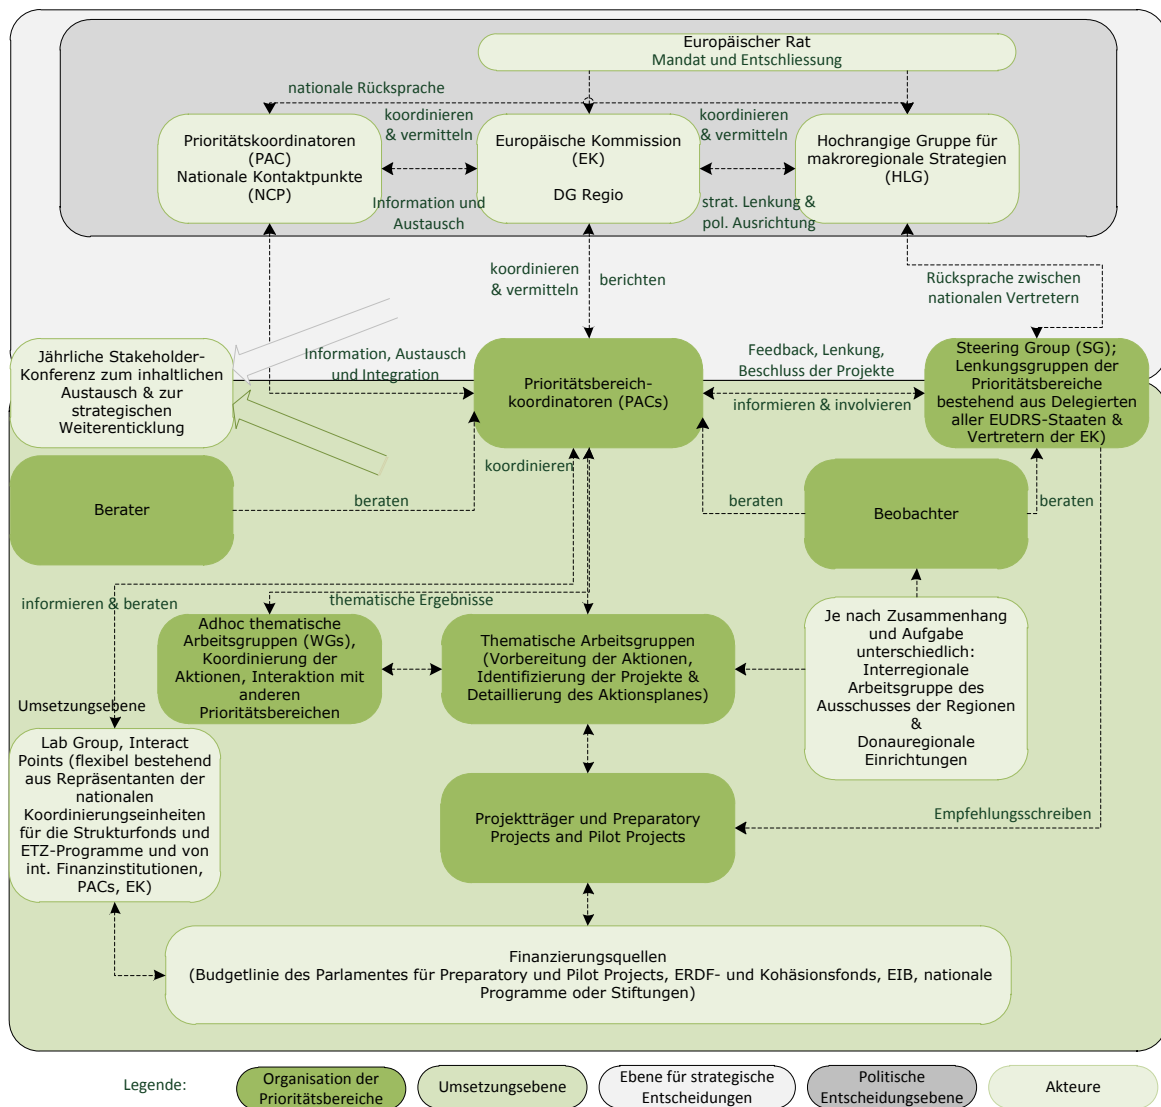 Europäischer Rat
Mandat und Entschliessung
nationale Rücksprache
koordinieren
& vermitteln
koordinieren
& vermitteln
Prioritätskoordinatoren
(PAC)
Nationale Kontaktpunkte
(NCP)
Europäische Kommission
(EK)
DG Regio
Hochrangige Gruppe für
makroregionale Strategien
(HLG)
Information und
Austausch
strat. Lenkung &
pol. Ausrichtung
koordinieren
& vermitteln
berichten
Rücksprache zwischen
nationalen Vertretern
Jährliche Stakeholder-
Konferenz zum inhaltlichen
Austausch & zur
strategischen
Weiterenticklung
Information, Austausch
und Integration
Prioritätsbereich-
koordinatoren (PACs)
Feedback, Lenkung,
Beschluss der Projekte
informieren & involvieren
Steering Group (SG);
Lenkungsgruppen der
Prioritätsbereiche
bestehend aus Delegierten
aller EUDRS-Staaten &
Vertretern der EK)
koordinieren
Berater
beraten
beraten
Beobachter
beraten
informieren & beraten
thematische Ergebnisse
Adhoc thematische
Arbeitsgruppen (WGs),
Koordinierung der
Aktionen, Interaktion mit
anderen
Prioritätsbereichen
Thematische Arbeitsgruppen
(Vorbereitung der Aktionen,
Identifizierung der Projekte &
Detaillierung des Aktionsplanes)
Je nach Zusammenhang
und Aufgabe
unterschiedlich:
Interregionale
Arbeitsgruppe des
Ausschusses der Regionen
&
Donauregionale
Einrichtungen
Umsetzungsebene
Lab Group, Interact
Points (flexibel bestehend
aus Repräsentanten der
nationalen
Koordinierungseinheiten
für die Strukturfonds und
ETZ-Programme und von
int. Finanzinstitutionen,
PACs, EK)
Projektträger und Preparatory
Projects and Pilot Projects
Empfehlungsschreiben
Finanzierungsquellen
(Budgetlinie des Parlamentes für Preparatory und Pilot Projects, ERDF- und Kohäsionsfonds, EIB, nationale
Programme oder Stiftungen)
Legende:
Organisation der
Prioritätsbereiche
Umsetzungsebene
Ebene für strategische
Entscheidungen
Politische
Entscheidungsebene
Akteure